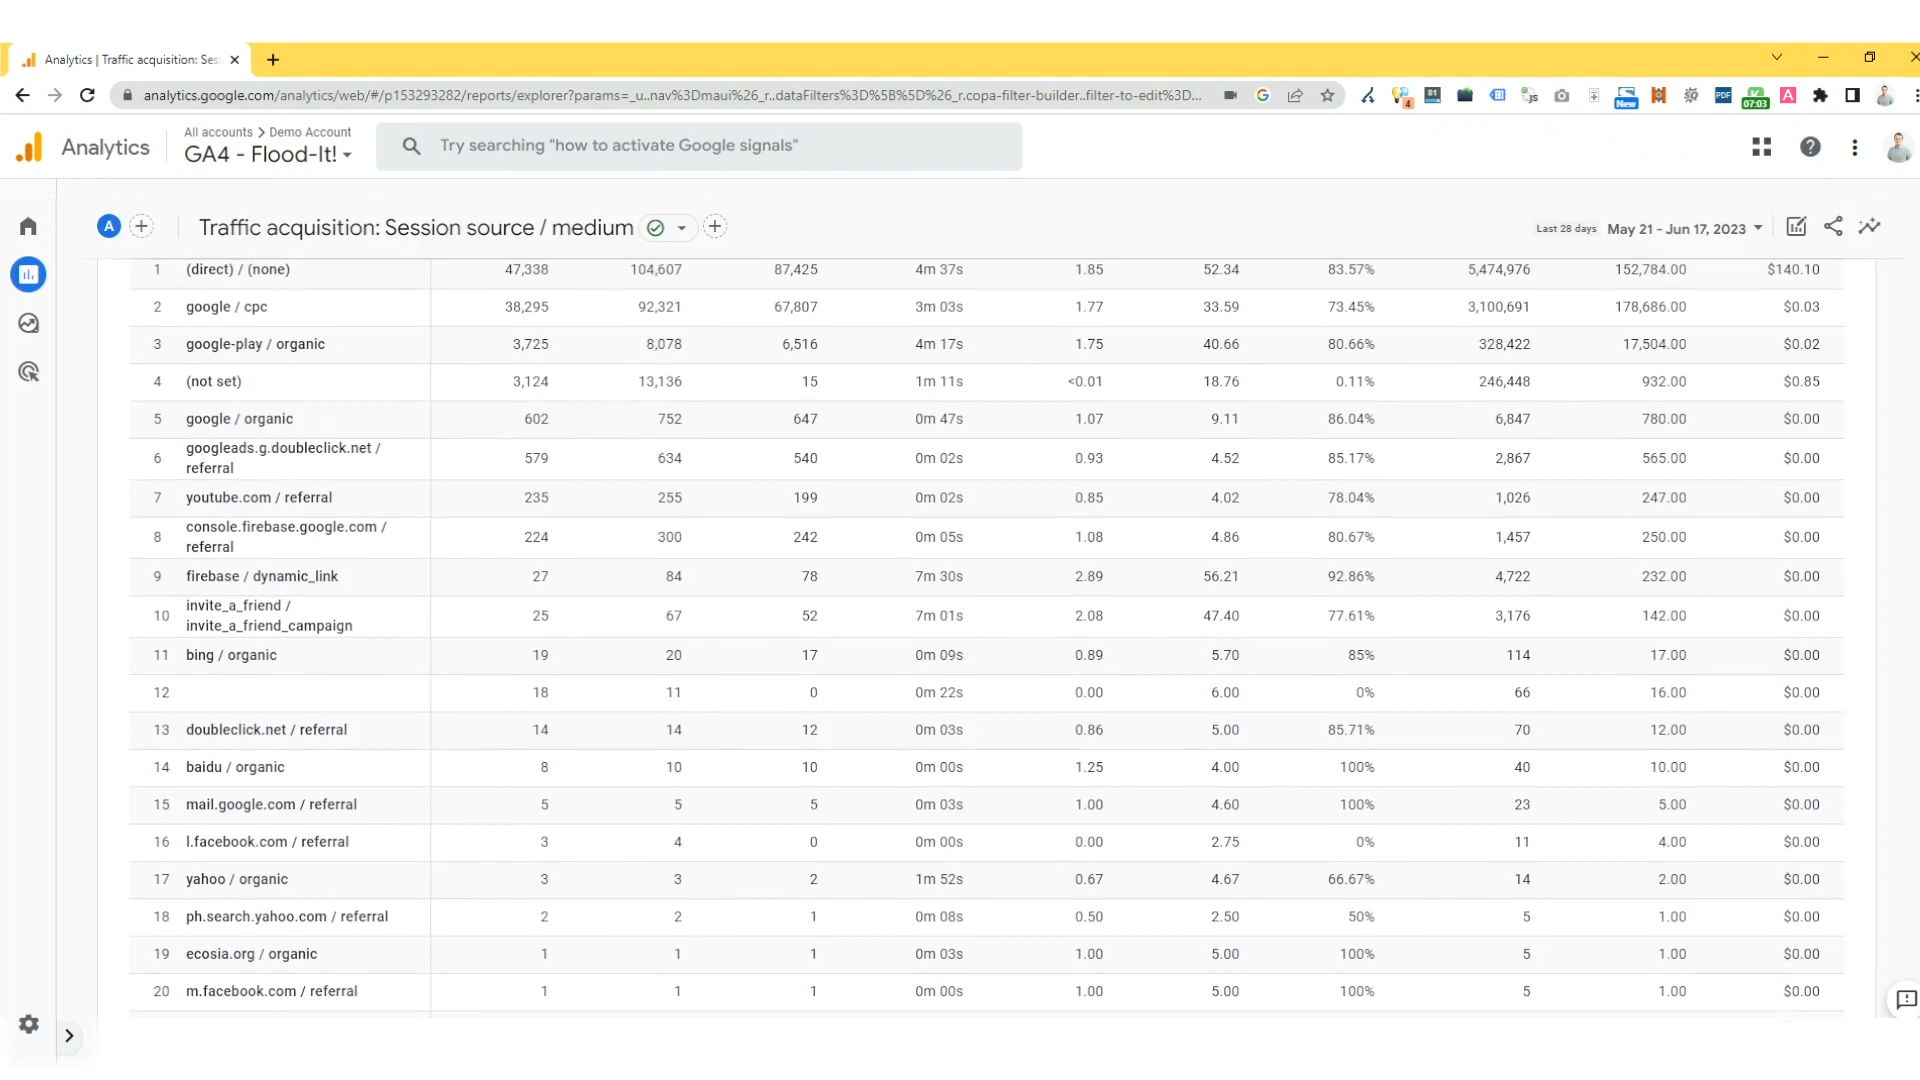 Analytics | Traffic acquisition: Ses
analytics.google.com/analytics/web/#/p153293282/reports/explorer?params=_u..nav%3Dmaui%26_r..dataFilters%3D%5B%5D%26_r.copa-filter-builder..filter-to-edit%3D...
4
81
js
New
PDF
07:03
A
Analytics
All accounts > Demo Account
GA4 - Flood-It!
Try searching "how to activate Google signals"
A
Traffic acquisition: Session source / medium
Last 28 days May 21 - Jun 17, 2023
1 (direct) / (none) 47,338 104,607 87,425 4m 37s 1.85 52.34 83.57% 5,474,976 152,784.00 $140.10
2 google / cpc 38,295 92,321 67,807 3m 03s 1.77 33.59 73.45% 3,100,691 178,686.00 $0.03
3 google-play / organic 3,725 8,078 6,516 4m 17s 1.75 40.66 80.66% 328,422 17,504.00 $0.02
4 (not set) 3,124 13,136 15 1m 11s <0.01 18.76 0.11% 246,448 932.00 $0.85
5 google / organic 602 752 647 0m 47s 1.07 9.11 86.04% 6,847 780.00 $0.00
googleads.g.doubleclick.net /
6 referral 579 634 540 0m 02s 0.93 4.52 85.17% 2,867 565.00 $0.00
7 youtube.com / referral 235 255 199 0m 02s 0.85 4.02 78.04% 1,026 247.00 $0.00
console.firebase.google.com /
8 referral 224 300 242 0m 05s 1.08 4.86 80.67% 1,457 250.00 $0.00
9 firebase / dynamic_link 27 84 78 7m 30s 2.89 56.21 92.86% 4,722 232.00 $0.00
invite_a_friend /
10 invite_a_friend_campaign 25 67 52 7m 01s 2.08 47.40 77.61% 3,176 142.00 $0.00
11 bing / organic 19 20 17 0m 09s 0.89 5.70 85% 114 17.00 $0.00
12 18 11 0 0m 22s 0.00 6.00 0% 66 16.00 $0.00
13 doubleclick.net / referral 14 14 12 0m 03s 0.86 5.00 85.71% 70 12.00 $0.00
14 baidu / organic 8 10 10 0m 00s 1.25 4.00 100% 40 10.00 $0.00
15 mail.google.com / referral 5 5 5 0m 03s 1.00 4.60 100% 23 5.00 $0.00
16 l.facebook.com / referral 3 4 0 0m 00s 0.00 2.75 0% 11 4.00 $0.00
17 yahoo / organic 3 3 2 1m 52s 0.67 4.67 66.67% 14 2.00 $0.00
18 ph.search.yahoo.com / referral 2 2 1 0m 08s 0.50 2.50 50% 5 1.00 $0.00
19 ecosia.org / organic 1 1 1 0m 03s 1.00 5.00 100% 5 1.00 $0.00
20 m.facebook.com / referral 1 1 1 0m 00s 1.00 5.00 100% 5 1.00 $0.00